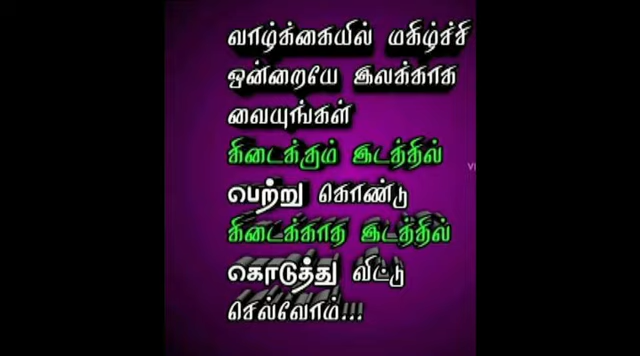 வாழ்க்கையில் மகிழ்ச்சி
ஒன்றையே இலக்காக
வையுங்கள்
கிடைக்கும் இடத்தில்
பெற்று கொண்டு
கிடைக்காத இடத்தில்
கொடுத்து விட்டு
செல்வோம்!!!